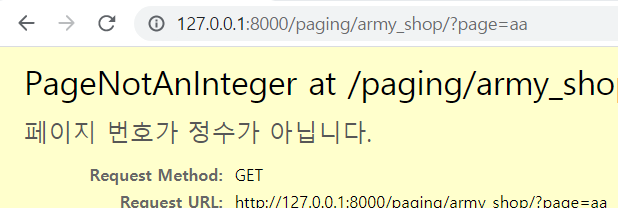 127.0.0.1:8000/paging/army_shop/?page=aa
PageNotAnInteger at /paging/army_sho
페이지 번호가 정수가 아닙니다.
Request Method: GET
Request URL: http://127.0.0.1:8000/paging/army_shop/?page=aa